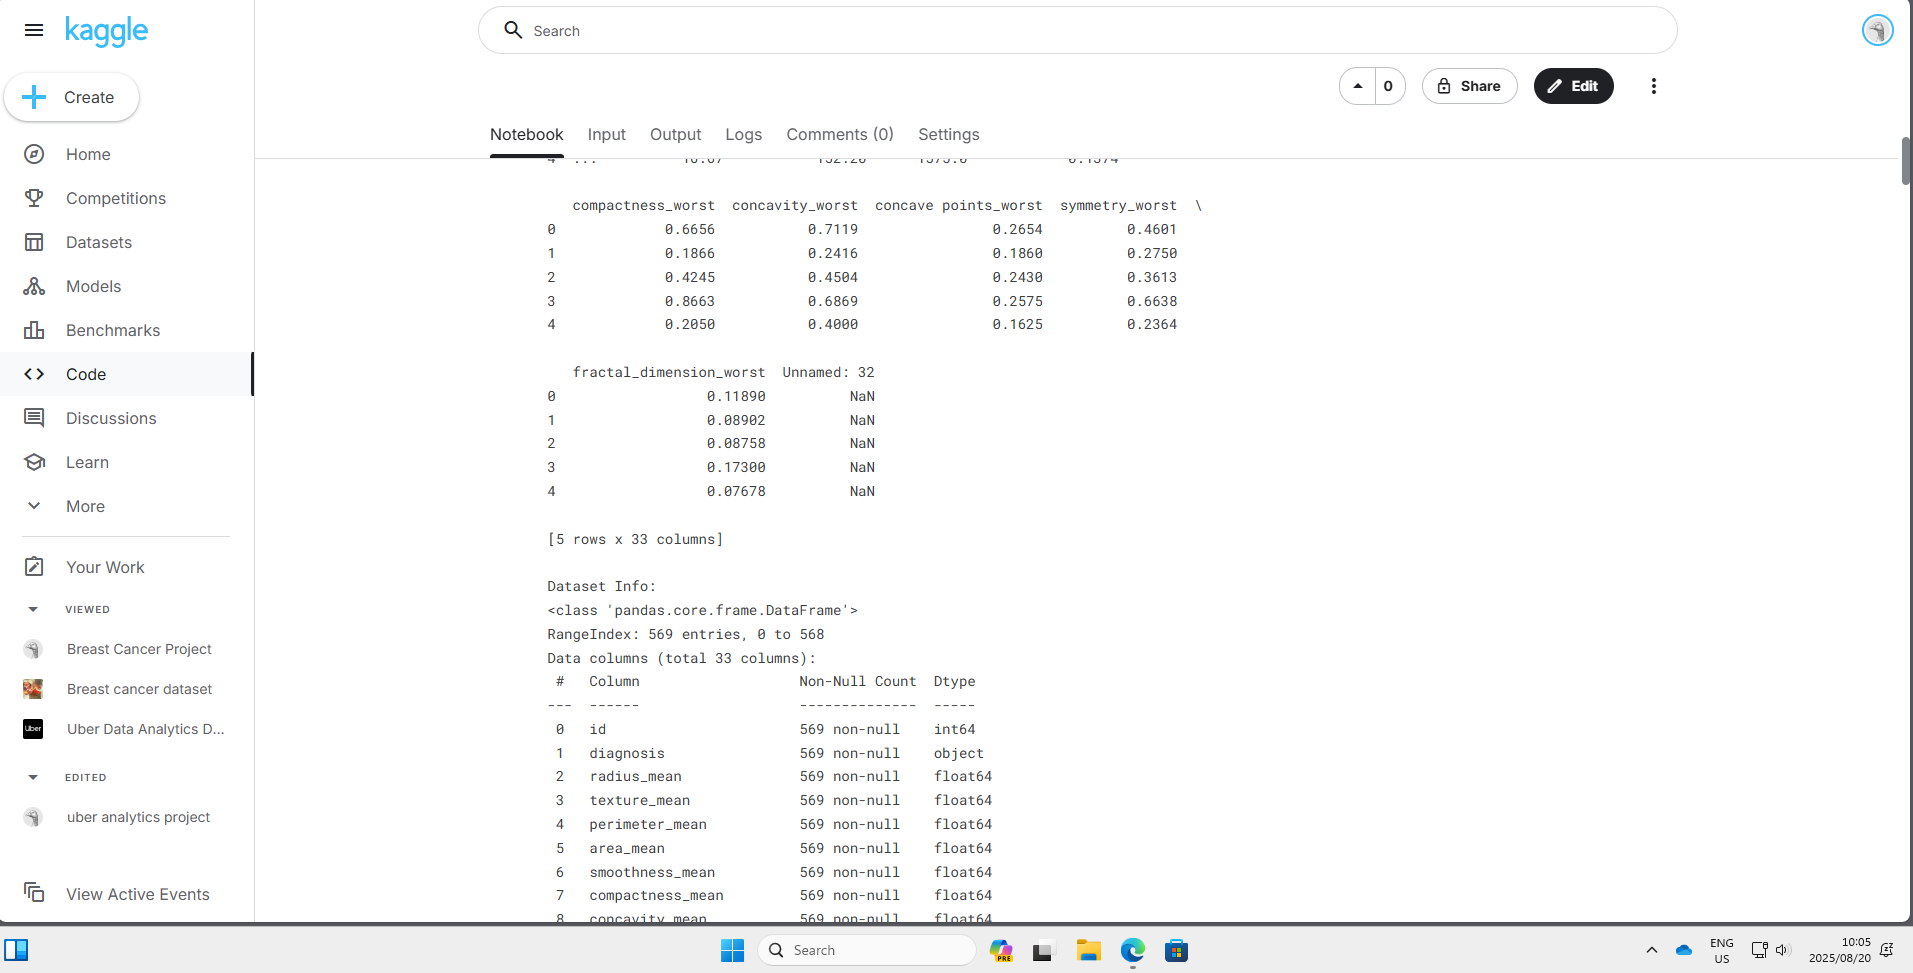 kaggle
Search
Create
0
Share
Edit
Notebook Input Output Logs Comments (0) Settings
Home
Competitions
Datasets
Models
Benchmarks
Code
Discussions
Learn
More
Your Work
VIEWED
Breast Cancer Project
Breast cancer dataset
Uber
Uber Data Analytics D...
EDITED
uber analytics project
View Active Events
compactness_worst concavity_worst concave points_worst symmetry_worst \
0 0.6656 0.7119 0.2654 0.4601
1 0.1866 0.2416 0.1860 0.2750
2 0.4245 0.4504 0.2430 0.3613
3 0.8663 0.6869 0.2575 0.6638
4 0.2050 0.4000 0.1625 0.2364
fractal_dimension_worst Unnamed: 32
0 0.11890 NaN
1 0.08902 NaN
2 0.08758 NaN
3 0.17300 NaN
4 0.07678 NaN
[5 rows x 33 columns]
Dataset Info:
<class 'pandas.core.frame.DataFrame'>
RangeIndex: 569 entries, 0 to 568
Data columns (total 33 columns):
# Column Non-Null Count Dtype
--- ------ -------------- -----
0 id 569 non-null int64
1 diagnosis 569 non-null object
2 radius_mean 569 non-null float64
3 texture_mean 569 non-null float64
4 perimeter_mean 569 non-null float64
5 area_mean 569 non-null float64
6 smoothness_mean 569 non-null float64
7 compactness_mean 569 non-null float64
8 concavity_mean 569 non-null float64
Search
PRE
ENG
US
10:05
2025/08/20